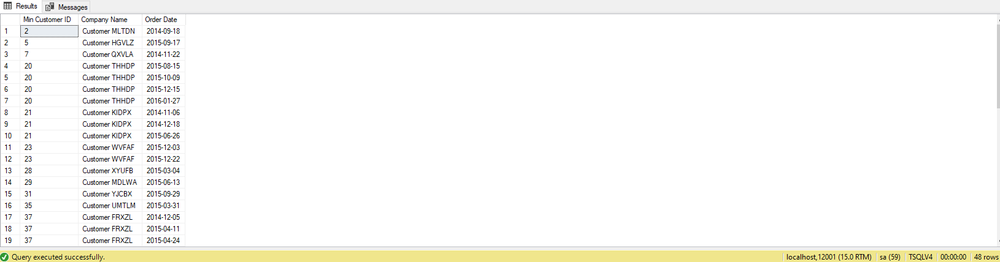 Results Messages
Min Customer ID Company Name Order Date
1 2 Customer MLTDN 2014-09-18
2 5 Customer HGVLZ 2015-09-17
3 7 Customer QXVLA 2014-11-22
4 20 Customer THHDP 2015-08-15
5 20 Customer THHDP 2015-10-09
6 20 Customer THHDP 2015-12-15
7 20 Customer THHDP 2016-01-27
8 21 Customer KIDPX 2014-11-06
9 21 Customer KIDPX 2014-12-18
10 21 Customer KIDPX 2015-06-26
11 23 Customer WVFAF 2015-12-03
12 23 Customer WVFAF 2015-12-22
13 28 Customer XYUFB 2015-03-04
14 29 Customer MDLWA 2015-06-13
15 31 Customer YJCBX 2015-09-29
16 35 Customer UMTLM 2015-03-31
17 37 Customer FRXZL 2014-12-05
18 37 Customer FRXZL 2015-04-11
19 37 Customer FRXZL 2015-04-24
Query executed successfully. localhost,12001 (15.0 RTM) sa (59) TSQLV4 00:00:00 48 rows